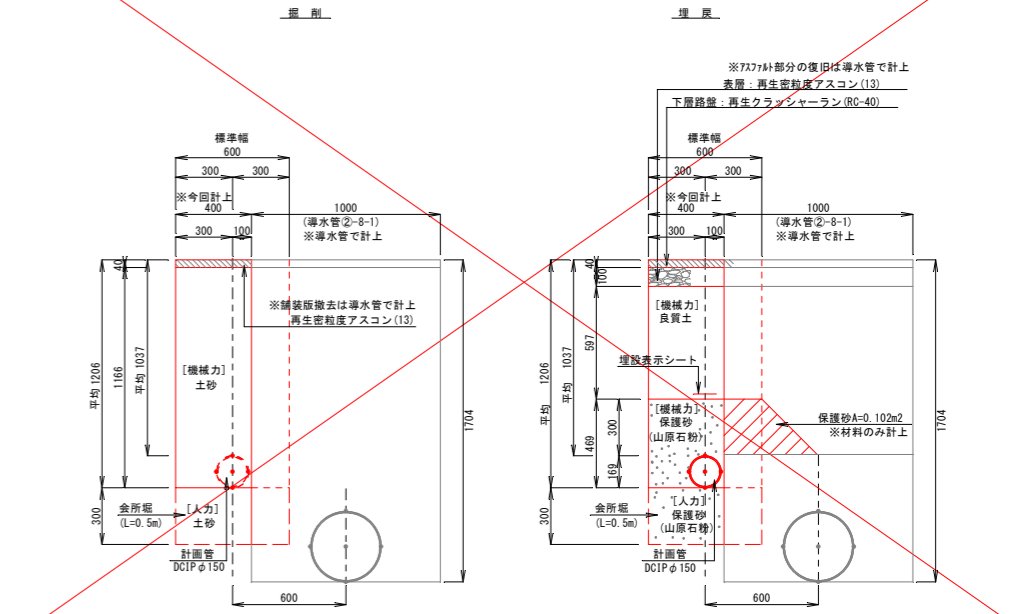 掘 削
標準幅
600
300 300
※今回計上
400 1000
(導水管②-8-1)
※導水管で計上
300 100
40
※舗装版撤去は導水管で計上
再生密粒度アスコン(13)
平均 1206
1166
平均 1037
[機械力]
土砂
1704
300
会所掘
(L=0.5m)
[人力]
土砂
計画管
DCIPφ150
600
埋 戻
※アスファルト部分の復旧は導水管で計上
表層：再生密粒度アスコン(13)
下層路盤：再生クラッシャーラン(RC-40)
標準幅
600
300 300
※今回計上
400 1000
(導水管②-8-1)
※導水管で計上
300 100
40
100
[機械力]
良質土
597
平均 1206
平均 1037
埋設表示シート
[機械力]
保護砂
(山原石粉)
保護砂A=0.102m2
※材料のみ計上
300
469
169
1704
300
会所掘
(L=0.5m)
[人力]
保護砂
(山原石粉)
計画管
DCIPφ150
600